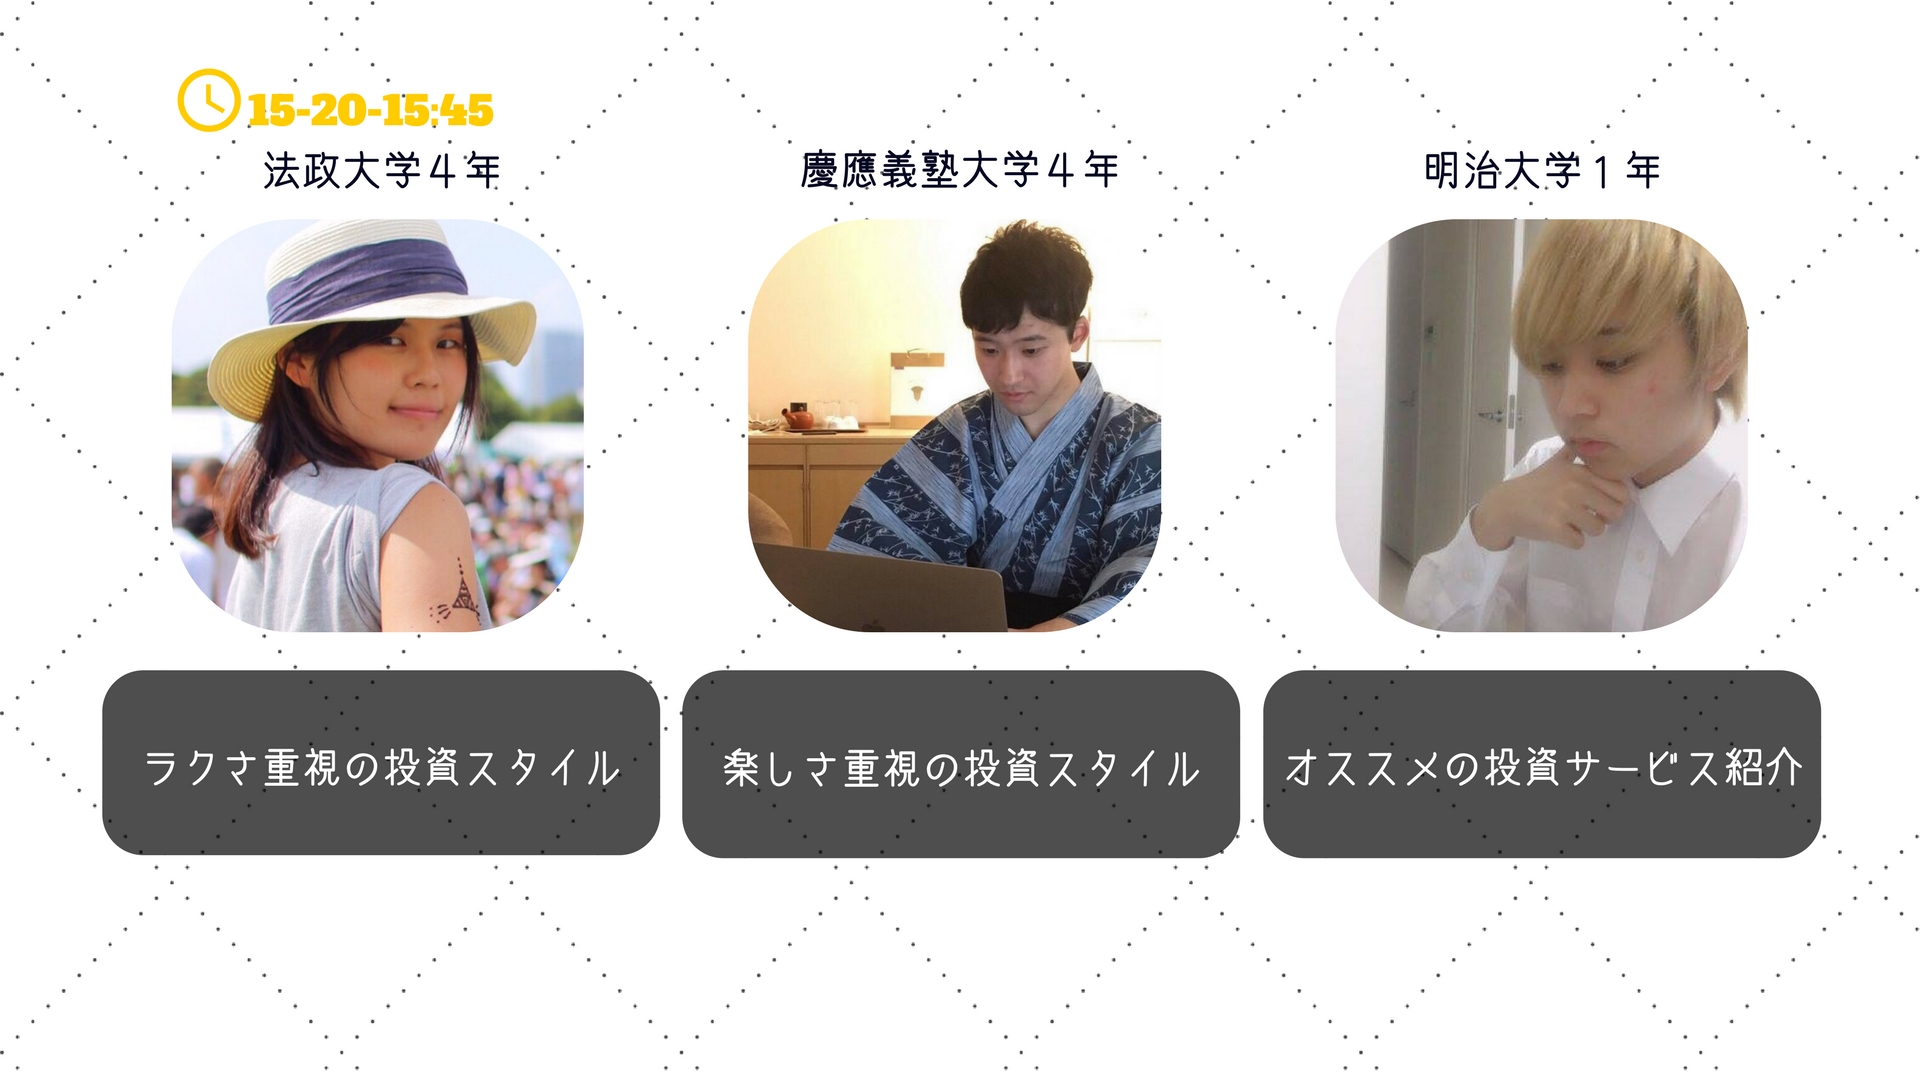 15-20-15:45
法政大学４年
慶應義塾大学４年
明治大学１年
ラクさ重視の投資スタイル
楽しさ重視の投資スタイル
オススメの投資サービス紹介